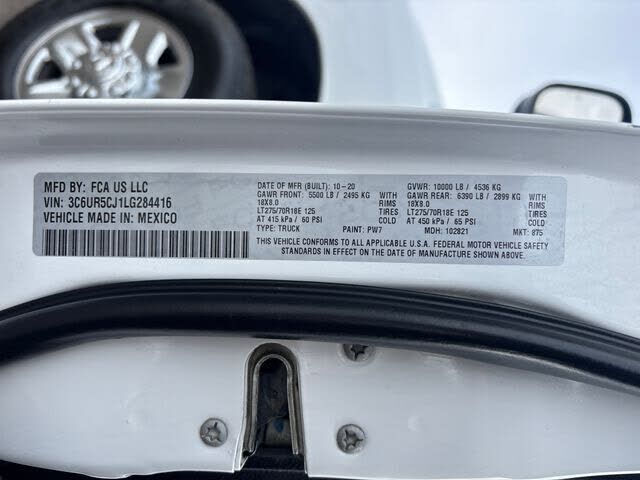 MFD BY: FCA US LLC
VIN: 3C6UR5CJ1LG284416
VEHICLE MADE IN: MEXICO
DATE OF MFR (BUILT): 10-20
GAWR FRONT: 5500 LB / 2495 KG
18X8.0
WITH RIMS
LT275/70R18E 125
TIRES
AT 415 kPa / 60 PSI
COLD
TYPE: TRUCK
PAINT: PW7
GVWR: 10000 LB / 4536 KG
GAWR REAR: 6390 LB / 2899 KG
18X8.0
WITH RIMS
LT275/70R18E 125
TIRES
AT 450 kPa / 65 PSI
COLD
MDH: 102821
MKT: 875
THIS VEHICLE CONFORMS TO ALL APPLICABLE U.S.A. FEDERAL MOTOR VEHICLE SAFETY
STANDARDS IN EFFECT ON THE DATE OF MANUFACTURE SHOWN ABOVE